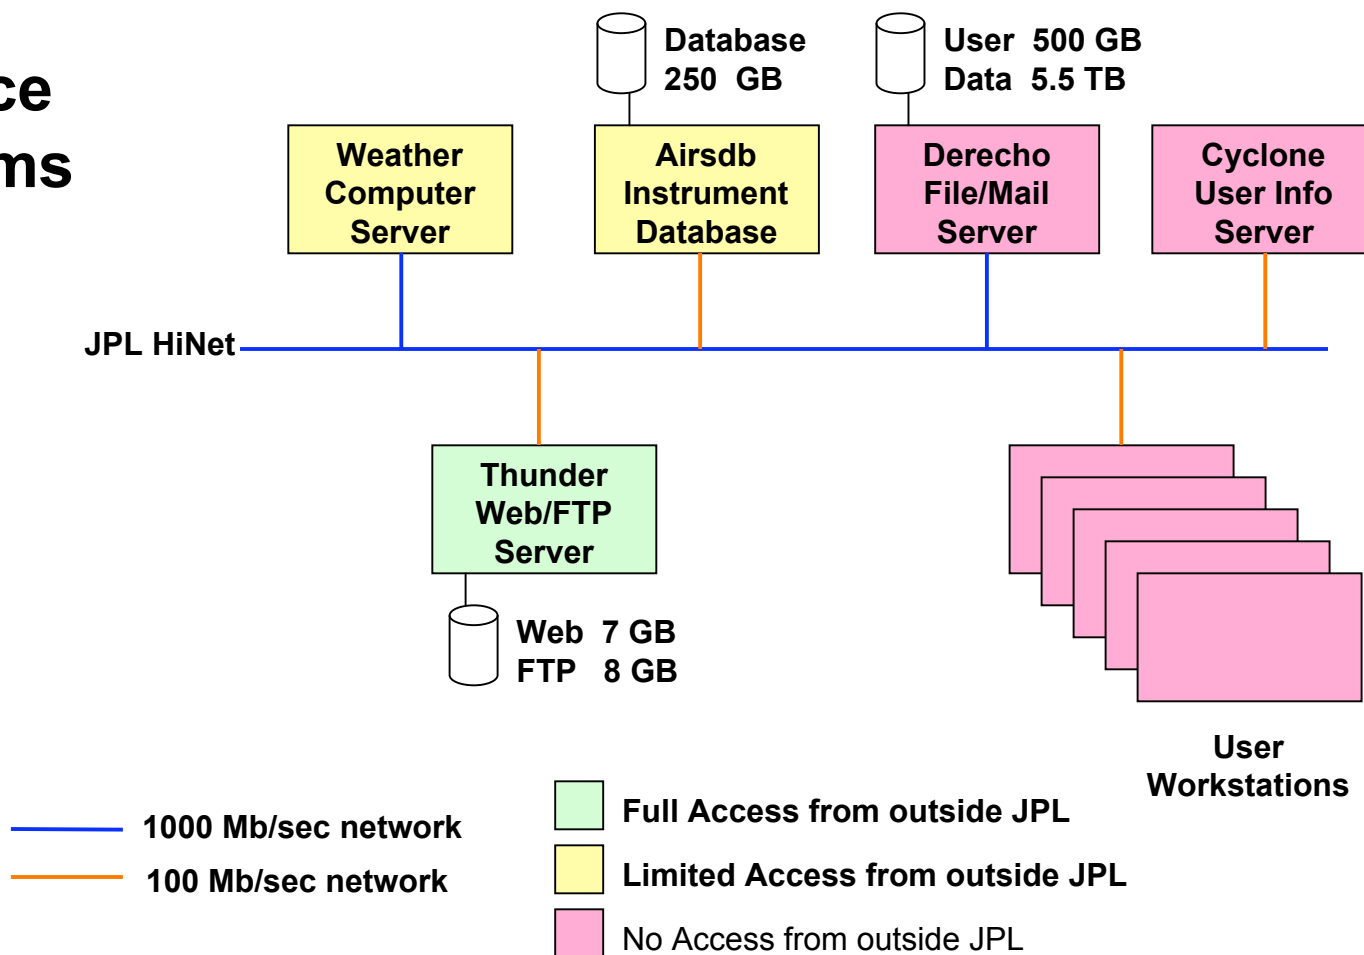 ce
ms
Database
250 GB
User 500 GB
Data 5.5 TB
Weather
Computer
Server
Airsdb
Instrument
Database
Derecho
File/Mail
Server
Cyclone
User Info
Server
JPL HiNet
Thunder
Web/FTP
Server
Web 7 GB
FTP 8 GB
User
Workstations
1000 Mb/sec network
100 Mb/sec network
Full Access from outside JPL
Limited Access from outside JPL
No Access from outside JPL